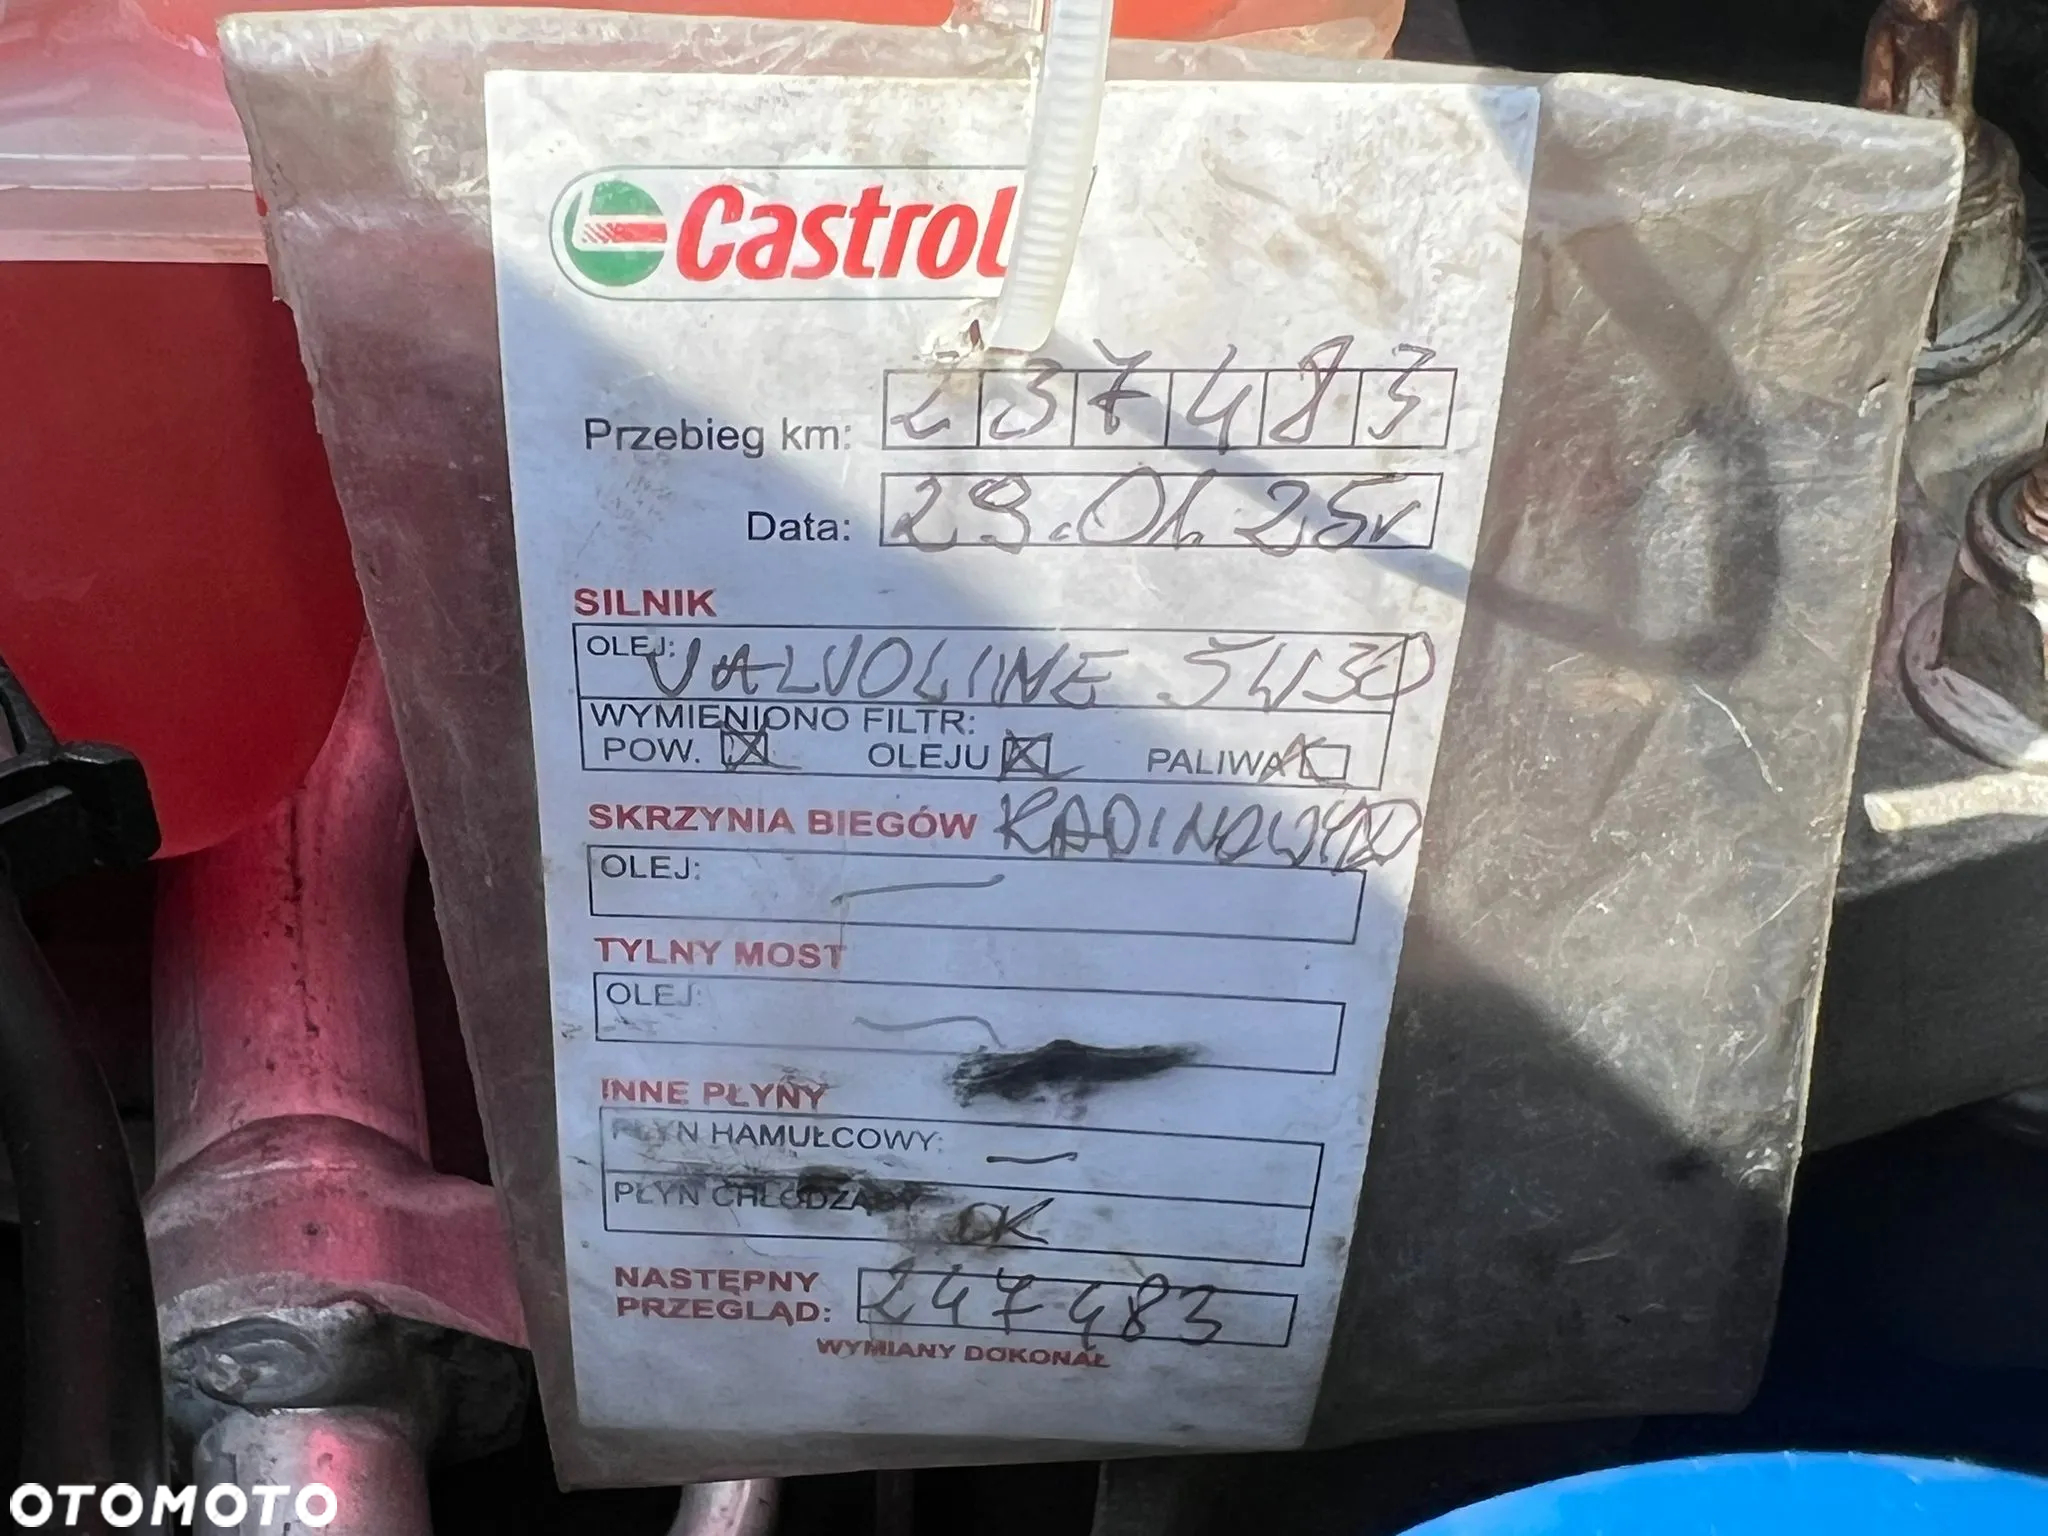 Castrol
Przebieg km: 237483
Data: 29.01.25r
SILNIK
OLEJ: VALVOLINE 5W30
WYMIENIONO FILTR:
POW. OLEJU PALIWA
SKRZYNIA BIEGÓW
OLEJ:
TYLNY MOST
OLEJ:
INNE PŁYNY
PŁYN HAMUŁCOWY:
PŁYN CHŁODZĄCY OK
NASTĘPNY
PRZEGLĄD: 247483
WYMIANY DOKONAŁ
OTOMOTO